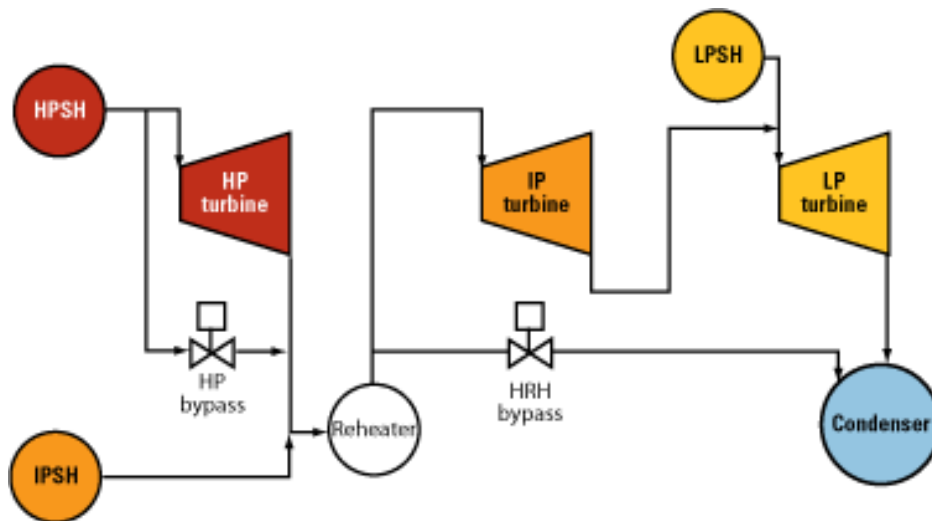 LPSH
HPSH
HP
turbine
IP
turbine
LP
turbine
HP
bypass
HRH
bypass
Reheater
Condenser
IPSH